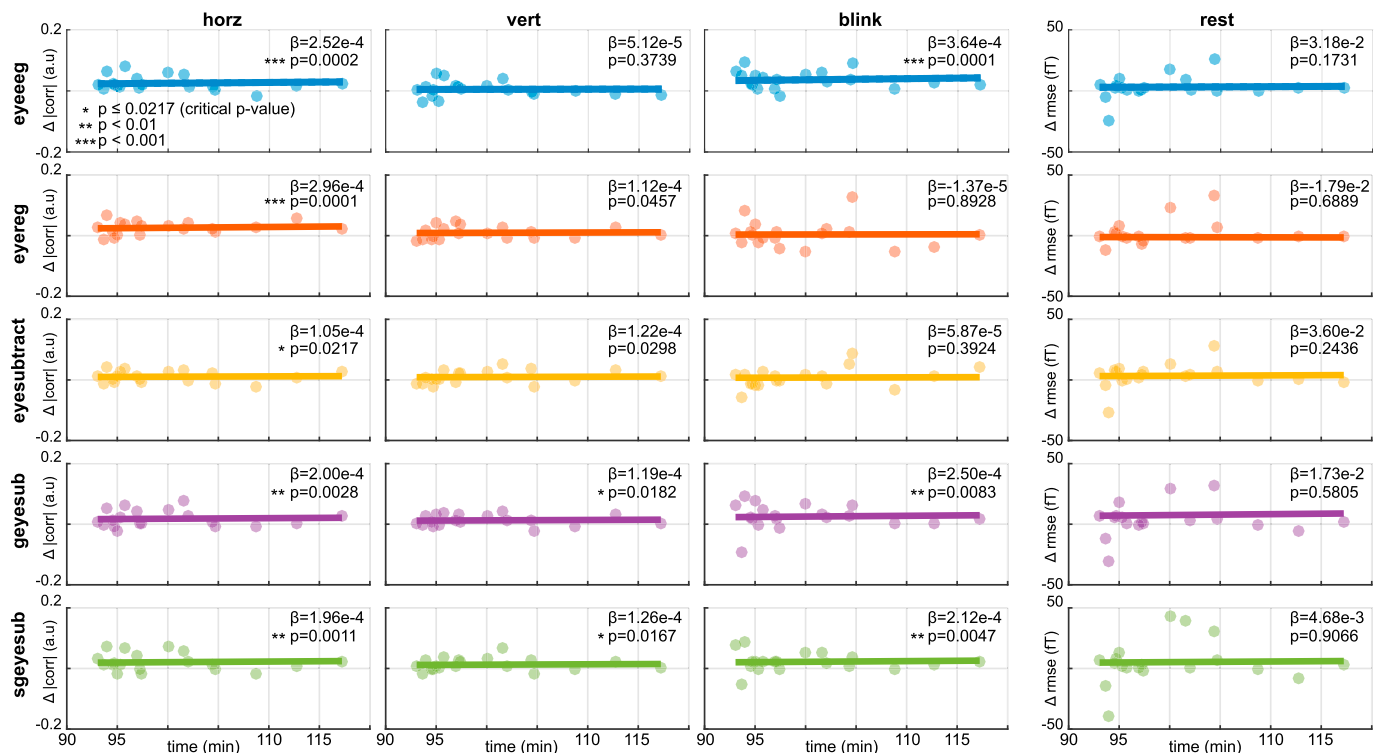 horz vert blink rest
eyeeeg
0.2
-0.2
Δ |corr| (a.u)
β=2.52e-4
*** p=0.0002
* p ≤ 0.0217 (critical p-value)
** p < 0.01
*** p < 0.001
β=5.12e-5
p=0.3739
β=3.64e-4
*** p=0.0001
50
-50
Δ rmse (fT)
β=3.18e-2
p=0.1731
eyereg
0.2
-0.2
Δ |corr| (a.u)
β=2.96e-4
*** p=0.0001
β=1.12e-4
p=0.0457
β=-1.37e-5
p=0.8928
50
-50
Δ rmse (fT)
β=-1.79e-2
p=0.6889
eyesubtract
0.2
-0.2
Δ |corr| (a.u)
β=1.05e-4
* p=0.0217
β=1.22e-4
p=0.0298
β=5.87e-5
p=0.3924
50
-50
Δ rmse (fT)
β=3.60e-2
p=0.2436
geyesub
0.2
-0.2
Δ |corr| (a.u)
β=2.00e-4
** p=0.0028
β=1.19e-4
* p=0.0182
β=2.50e-4
** p=0.0083
50
-50
Δ rmse (fT)
β=1.73e-2
p=0.5805
sgeyesub
0.2
-0.2
Δ |corr| (a.u)
β=1.96e-4
** p=0.0011
β=1.26e-4
* p=0.0167
β=2.12e-4
** p=0.0047
50
-50
Δ rmse (fT)
β=4.68e-3
p=0.9066
90 95 110 115
time (min)
90 95 110 115
time (min)
90 95 110 115
time (min)
90 95 110 115
time (min)